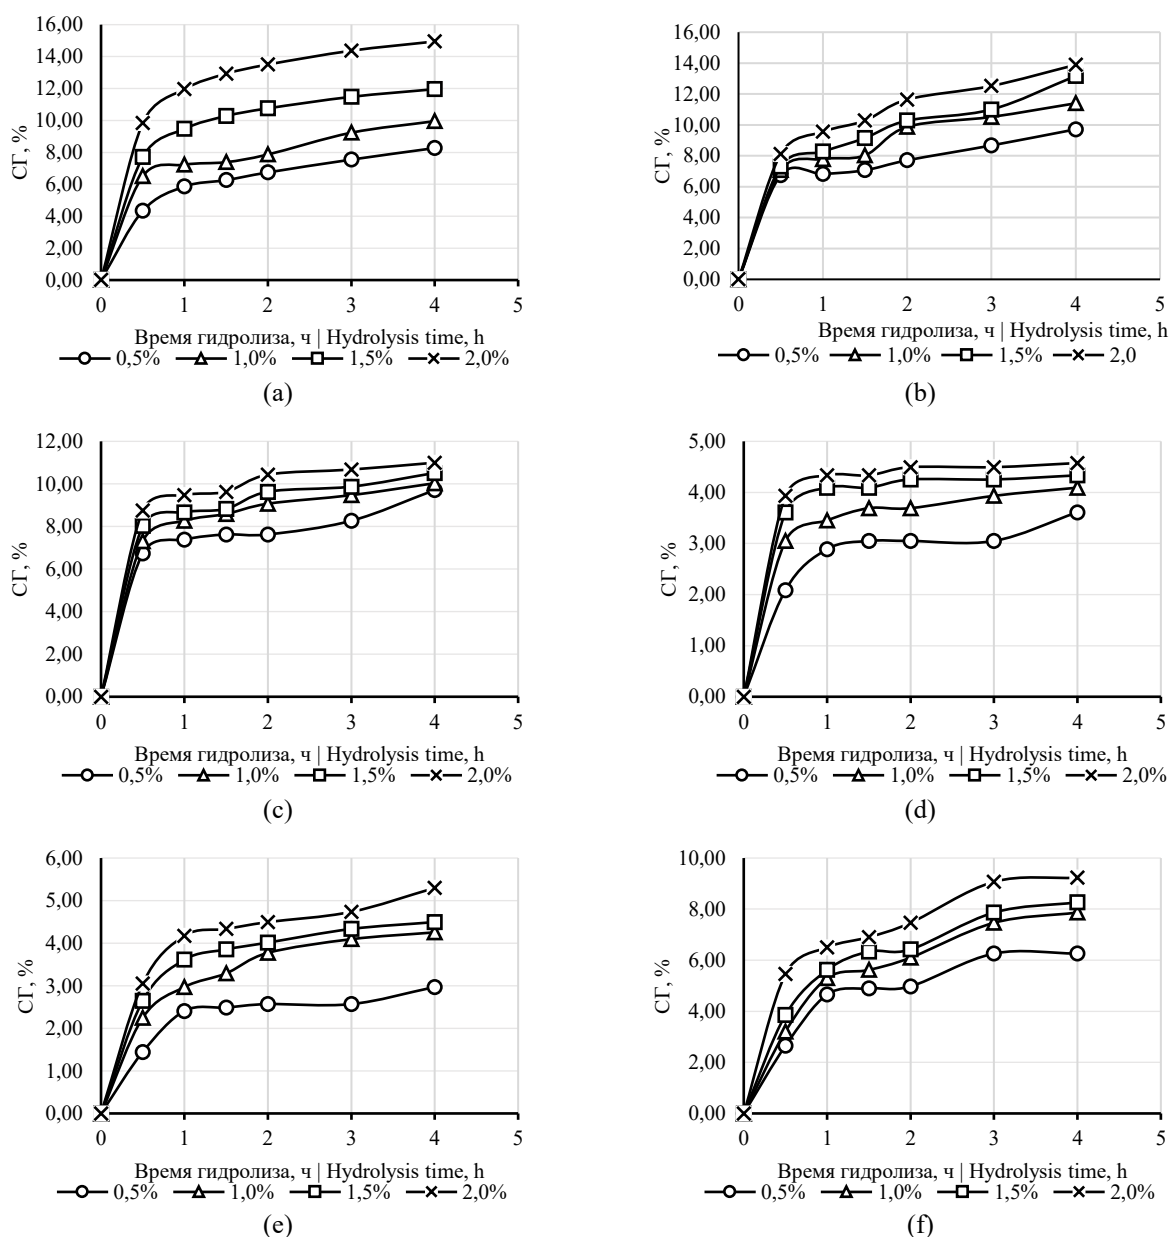 16,00
14,00
12,00
10,00
8,00
6,00
4,00
2,00
0,00
СГ, %
0 1 2 3 4 5
Время гидролиза, ч | Hydrolysis time, h
0,5% 1,0% 1,5% 2,0%
(a)
16,00
14,00
12,00
10,00
8,00
6,00
4,00
2,00
0,00
СГ, %
0 1 2 3 4 5
Время гидролиза, ч | Hydrolysis time, h
0,5% 1,0% 1,5% 2,0
(b)
12,00
10,00
8,00
6,00
4,00
2,00
0,00
СГ, %
0 1 2 3 4 5
Время гидролиза, ч | Hydrolysis time, h
0,5% 1,0% 1,5% 2,0%
(c)
5,00
4,00
3,00
2,00
1,00
0,00
СГ, %
0 1 2 3 4 5
Время гидролиза, ч | Hydrolysis time, h
0,5% 1,0% 1,5% 2,0%
(d)
6,00
5,00
4,00
3,00
2,00
1,00
0,00
СГ, %
0 1 2 3 4 5
Время гидролиза, ч | Hydrolysis time, h
0,5% 1,0% 1,5% 2,0%
(e)
10,00
8,00
6,00
4,00
2,00
0,00
СГ, %
0 1 2 3 4 5
Время гидролиза, ч | Hydrolysis time, h
0,5% 1,0% 1,5% 2,0%
(f)